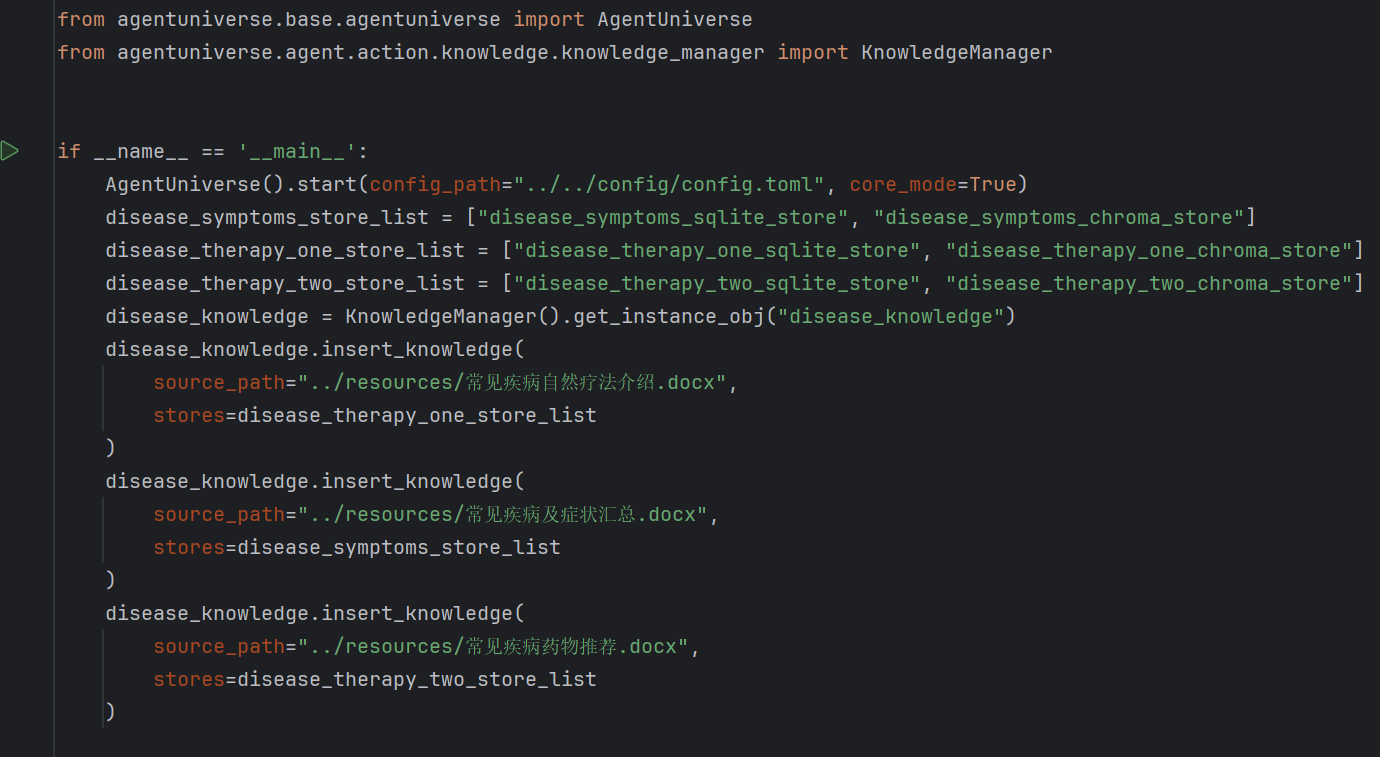 from agentuniverse.base.agentuniverse import AgentUniverse
from agentuniverse.agent.action.knowledge.knowledge_manager import KnowledgeManager
if __name__ == '__main__':
    AgentUniverse().start(config_path="../../config/config.toml", core_mode=True)
    disease_symptoms_store_list = ["disease_symptoms_sqlite_store", "disease_symptoms_chroma_store"]
    disease_therapy_one_store_list = ["disease_therapy_one_sqlite_store", "disease_therapy_one_chroma_store"]
    disease_therapy_two_store_list = ["disease_therapy_two_sqlite_store", "disease_therapy_two_chroma_store"]
    disease_knowledge = KnowledgeManager().get_instance_obj("disease_knowledge")
    disease_knowledge.insert_knowledge(
        source_path="../resources/常见疾病自然疗法介绍.docx",
        stores=disease_therapy_one_store_list
    )
    disease_knowledge.insert_knowledge(
        source_path="../resources/常见疾病及症状汇总.docx",
        stores=disease_symptoms_store_list
    )
    disease_knowledge.insert_knowledge(
        source_path="../resources/常见疾病药物推荐.docx",
        stores=disease_therapy_two_store_list
    )